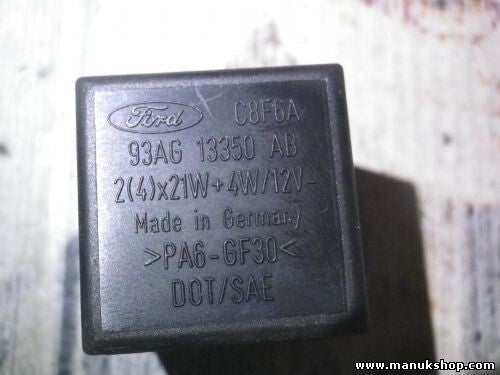 Ford C8F6A
93AG 13350 AB
2(4)x21W+4W/12V-
Made in Germany
>PA6-GF30<
DOT/SAE
www.manukshop.com